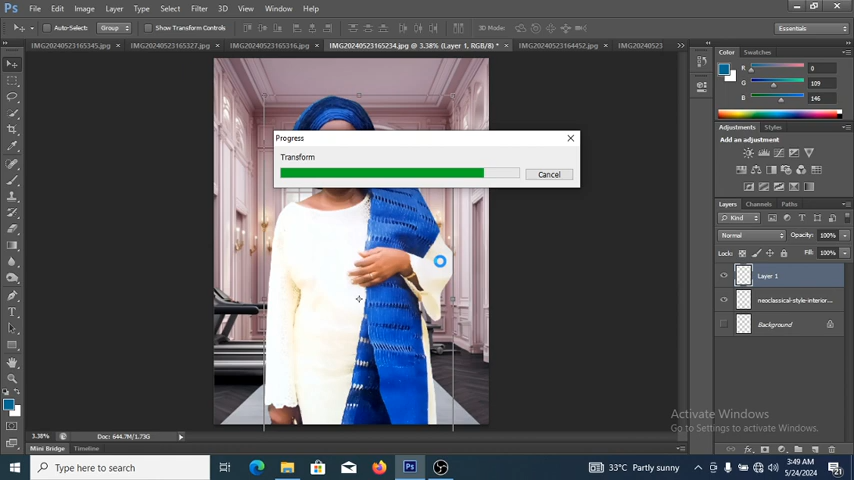 Ps File Edit Image Layer Type Select Filter 3D View Window Help
Auto-Select: Group Show Transform Controls 3D Mode: Essentials
IMG20240523165345.jpg × IMG20240523165327.jpg × IMG20240523165316.jpg × IMG20240523165234.jpg @ 3.38% (Layer 1, RGB/8) * × IMG20240523164452.jpg × IMG20240523
Color Swatches
R 0
G 109
B 146
Progress
Transform
Cancel
Adjustments Styles
Add an adjustment
Layers Channels Paths
Kind
Normal Opacity: 100%
Lock: Fill: 100%
Layer 1
neoclassical-style-interior...
Background
Activate Windows
Go to Settings to activate Windows.
3.38% Doc: 644.7M/1.73G
Mini Bridge Timeline
Type here to search
Ps
33°C Partly sunny
3:49 AM
5/24/2024
21